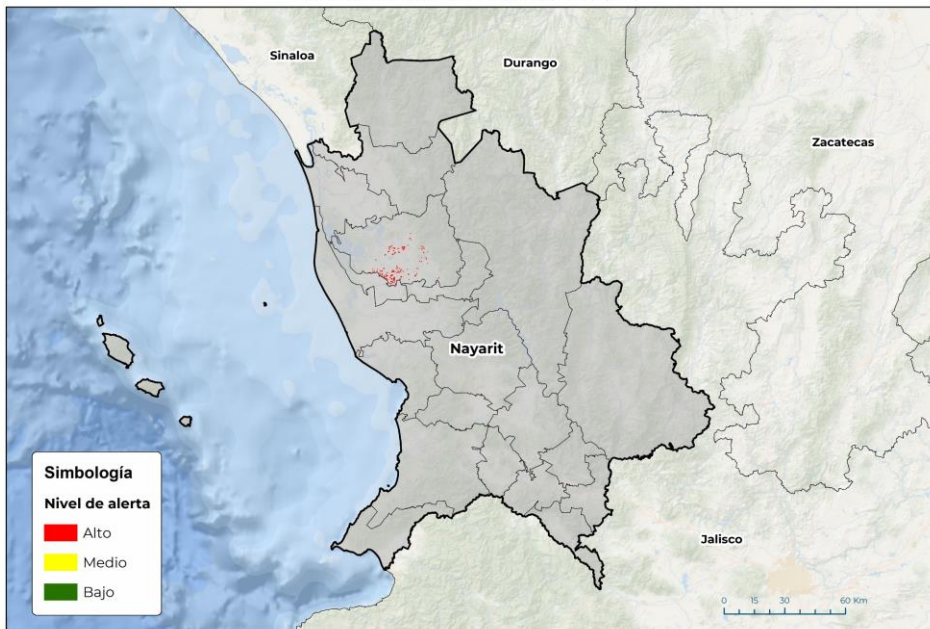 Sinaloa
Durango
Zacatecas
Nayarit
Simbología
Nivel de alerta
Alto
Medio
Bajo
Jalisco
0 15 30 60 Km